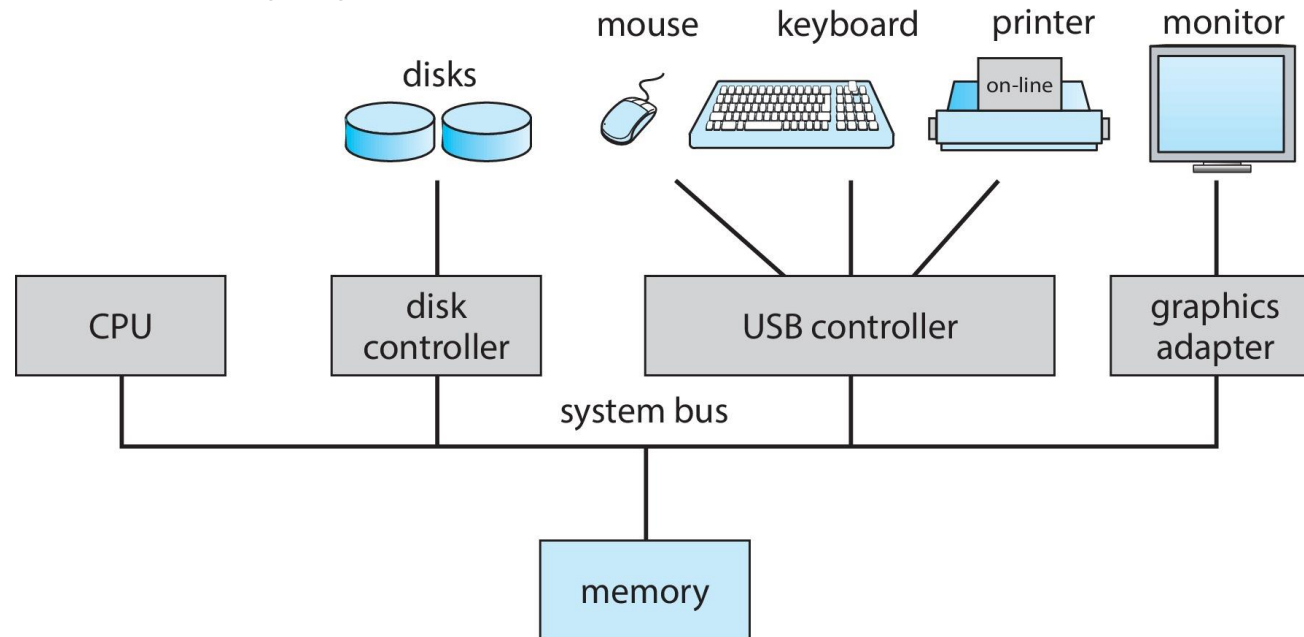 mouse
keyboard
printer
monitor
disks
on-line
CPU
disk
controller
USB controller
graphics
adapter
system bus
memory